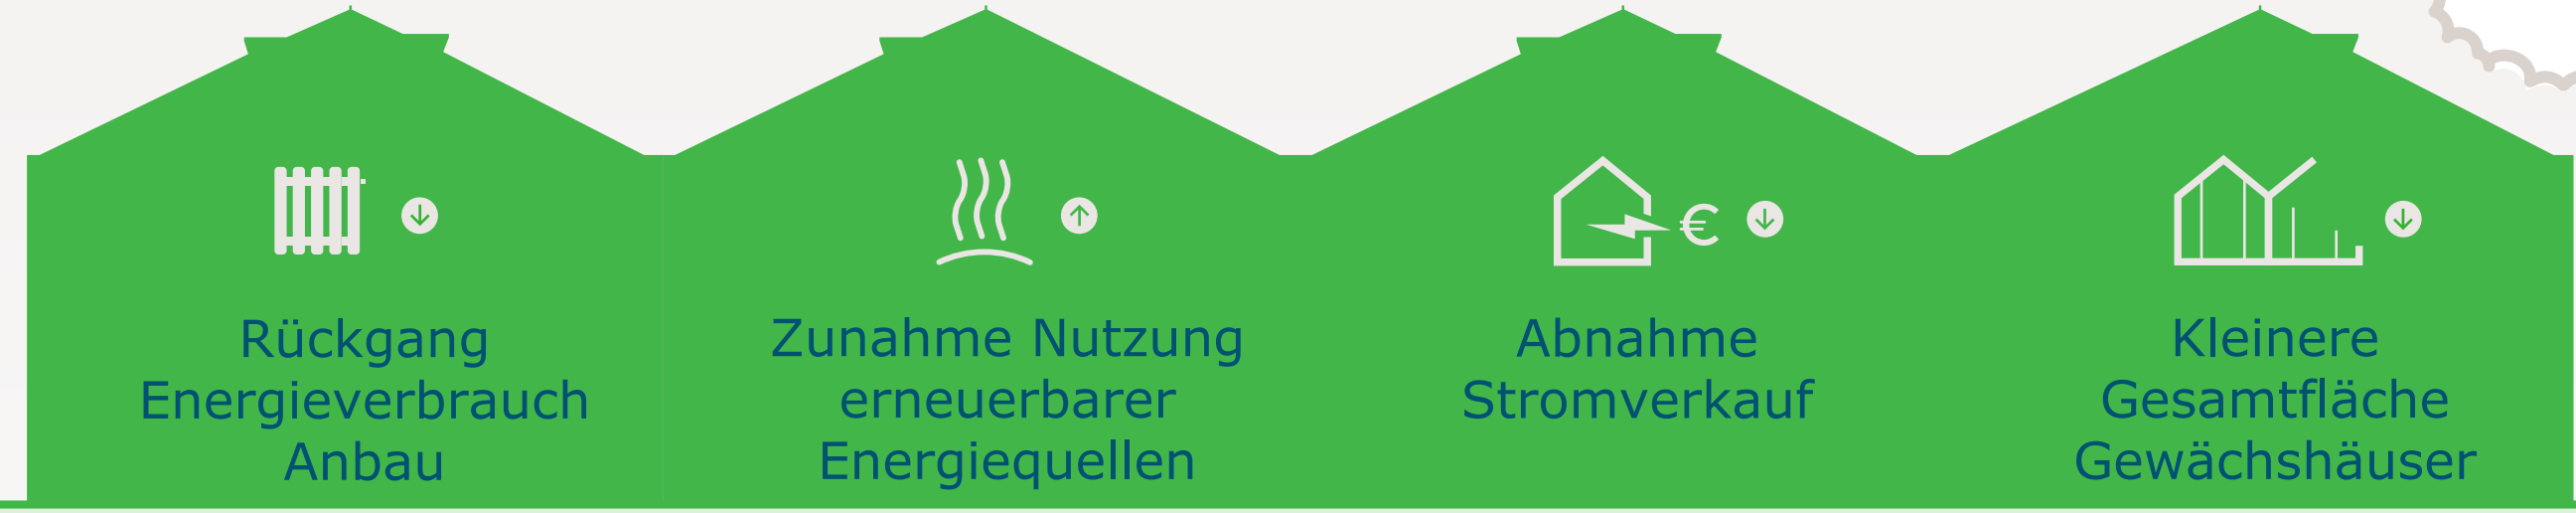 Rückgang
Energieverbrauch
Anbau
Zunahme Nutzung
erneuerbarer
Energiequellen
€
Abnahme
Stromverkauf
Kleinere
Gesamtfläche
Gewächshäuser